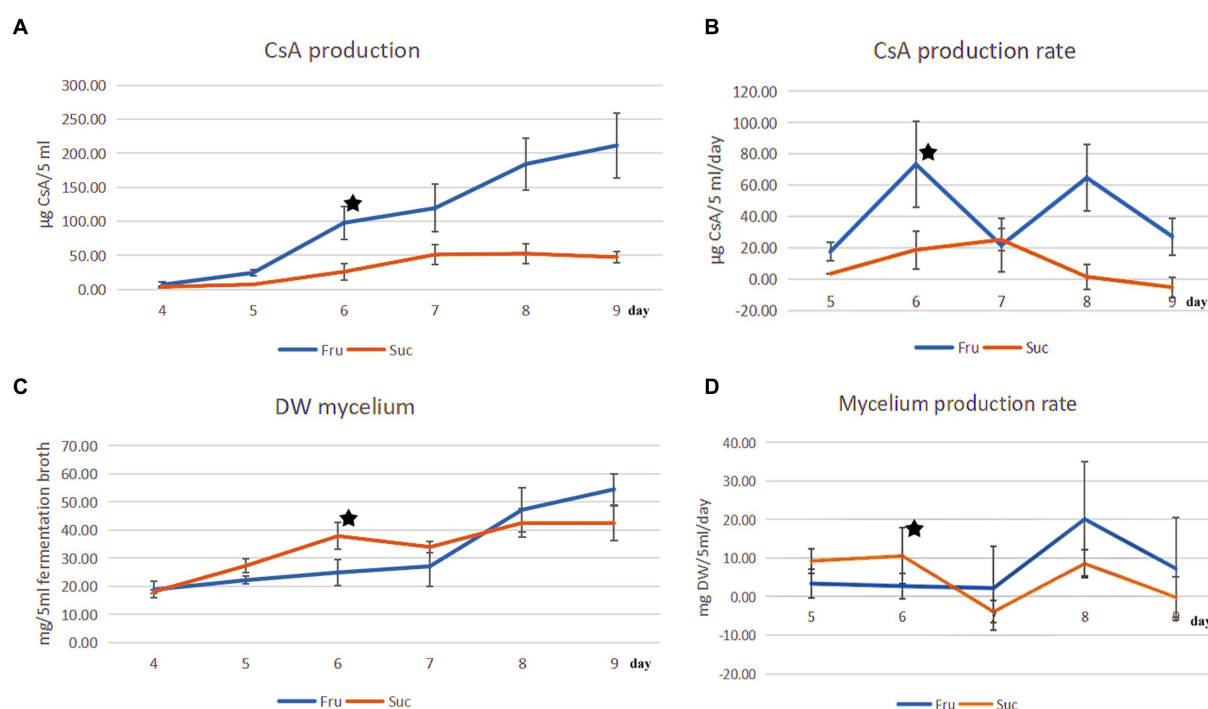 A
CsA production
µg CsA/5 ml
300.00
250.00
200.00
150.00
100.00
50.00
0.00
4 5 6 7 8 9 day
Fru Suc
B
CsA production rate
µg CsA/5 ml/day
120.00
100.00
80.00
60.00
40.00
20.00
0.00
-20.00
5 6 7 8 9 day
Fru Suc
C
DW mycelium
mg/5ml fermentation broth
70.00
60.00
50.00
40.00
30.00
20.00
10.00
0.00
4 5 6 7 8 9 day
Fru Suc
D
Mycelium production rate
mg DW/5ml/day
40.00
30.00
20.00
10.00
0.00
-10.00
-20.00
5 6 7 8 9 day
Fru Suc